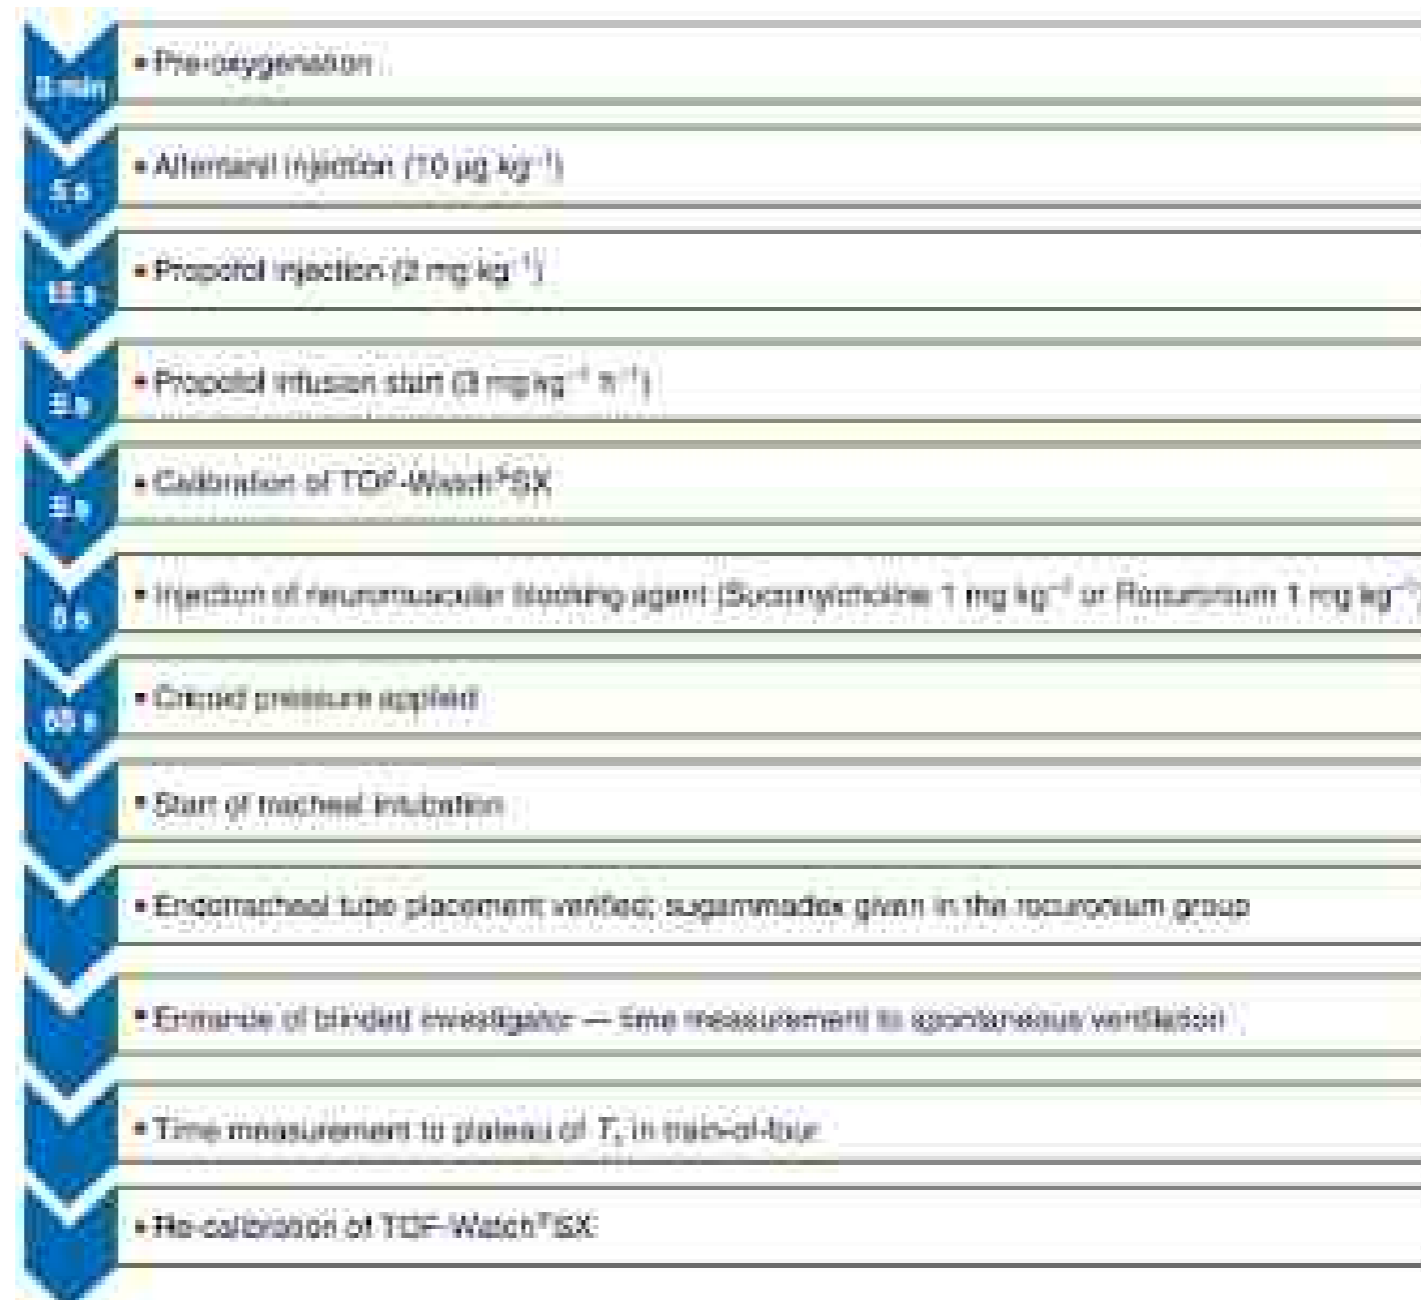 • Pre-oxygenation
5 s
• Alfentanil injection (10 µg kg⁻¹)
• Propofol injection (2 mg kg⁻¹)
• Propofol infusion start (3 mg kg⁻¹ h⁻¹)
• Calibration of TOF-Watch®SX
• Injection of neuromuscular blocking agent (Succinylcholine 1 mg kg⁻¹ or Rocuronium 1 mg kg⁻¹
• Cricoid pressure applied
• Start of tracheal intubation
• Endotracheal tube placement verified; sugammadex given in the rocuronium group
• Entrance of blinded investigator — time measurement to spontaneous ventilation
• Time measurement to plateau of T₁ in train-of-four
• Re-calibration of TOF-Watch®SX